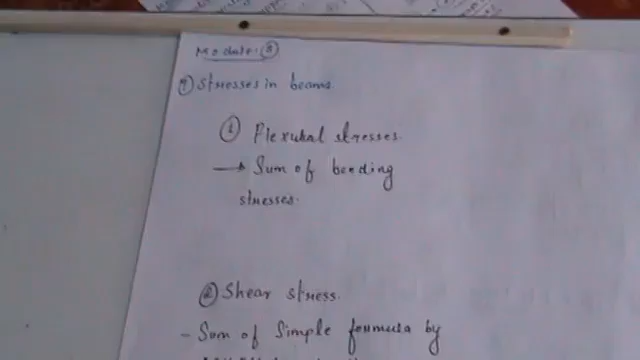 Module:- ③
① Stresses in beams.
① Flexural stresses.
→ Sum of bending
stresses.
② Shear stress.
- Sum of Simple formula by